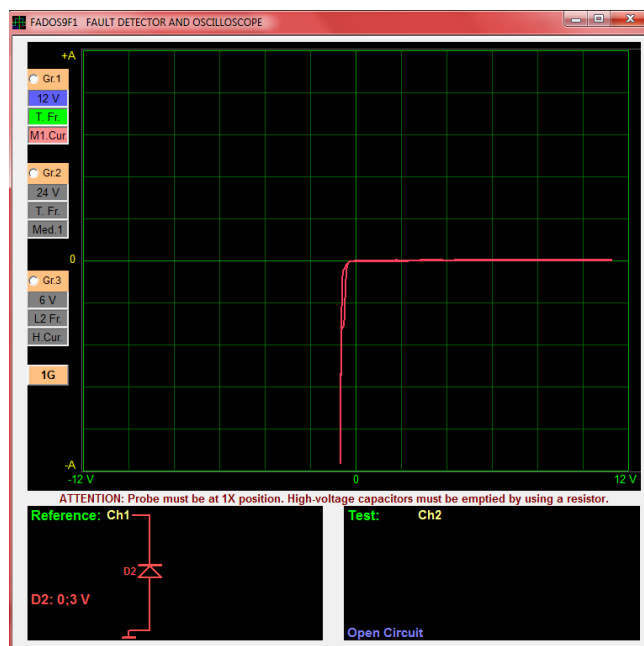 FADOS9F1 FAULT DETECTOR AND OSCILLOSCOPE
+A
Gr.1
12 V
T. Fr.
M1.Cur.
Gr.2
24 V
T. Fr.
Med.1
0
Gr.3
6 V
L2 Fr.
H.Cur.
1G
-A
-12 V
0
12 V
ATTENTION: Probe must be at 1X position. High-voltage capacitors must be emptied by using a resistor.
Reference: Ch1
D2
D2: 0;3 V
Test: Ch2
Open Circuit